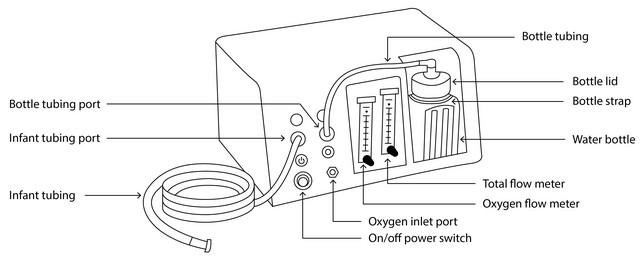 Bottle tubing
Bottle lid
Bottle tubing port
Bottle strap
Infant tubing port
Water bottle
Total flow meter
Infant tubing
Oxygen flow meter
Oxygen inlet port
On/off power switch